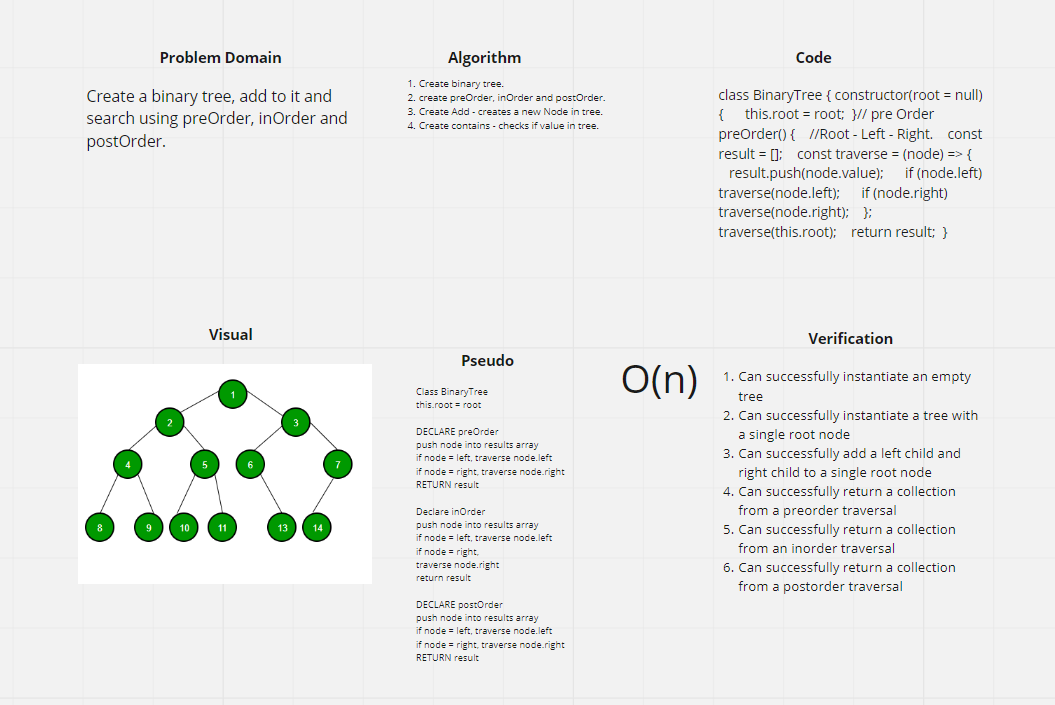 Problem Domain
Create a binary tree, add to it and
search using preOrder, inOrder and
postOrder.
Algorithm
1. Create binary tree.
2. create preOrder, inOrder and postOrder.
3. Create Add - creates a new Node in tree.
4. Create contains - checks if value in tree.
Code
class BinaryTree { constructor(root = null)
{ this.root = root; }// pre Order
preOrder() { //Root - Left - Right. const
result = []; const traverse = (node) => {
result.push(node.value); if (node.left)
traverse(node.left); if (node.right)
traverse(node.right); };
traverse(this.root); return result; }
Visual
1
2
3
4
5
6
7
8
9
10
11
13
14
Pseudo
Class BinaryTree
this.root = root
DECLARE preOrder
push node into results array
if node = left, traverse node.left
if node = right, traverse node.right
RETURN result
Declare inOrder
push node into results array
if node = left, traverse node.left
if node = right,
traverse node.right
return result
DECLARE postOrder
push node into results array
if node = left, traverse node.left
if node = right, traverse node.right
RETURN result
O(n)
Verification
1. Can successfully instantiate an empty
tree
2. Can successfully instantiate a tree with
a single root node
3. Can successfully add a left child and
right child to a single root node
4. Can successfully return a collection
from a preorder traversal
5. Can successfully return a collection
from an inorder traversal
6. Can successfully return a collection
from a postorder traversal